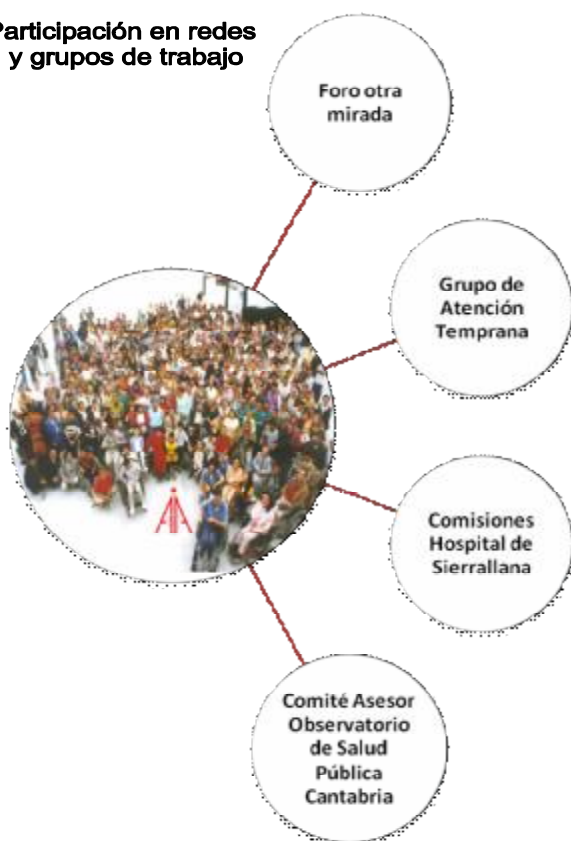 Participación en redes
y grupos de trabajo
Foro otra
mirada
Grupo de
Atención
Temprana
Comisiones
Hospital de
Sierrallana
Comité Asesor
Observatorio
de Salud
Pública
Cantabria